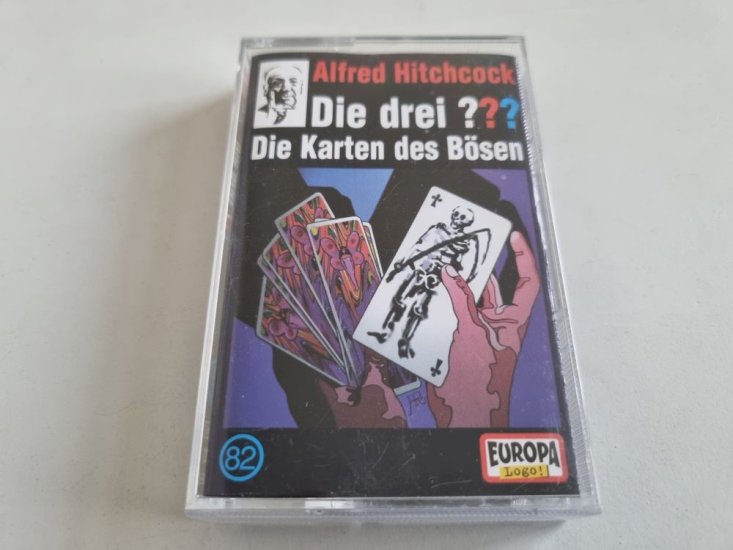 Alfred Hitchcock
Die drei ???
Die Karten des Bösen
82
EUROPA
Logo!